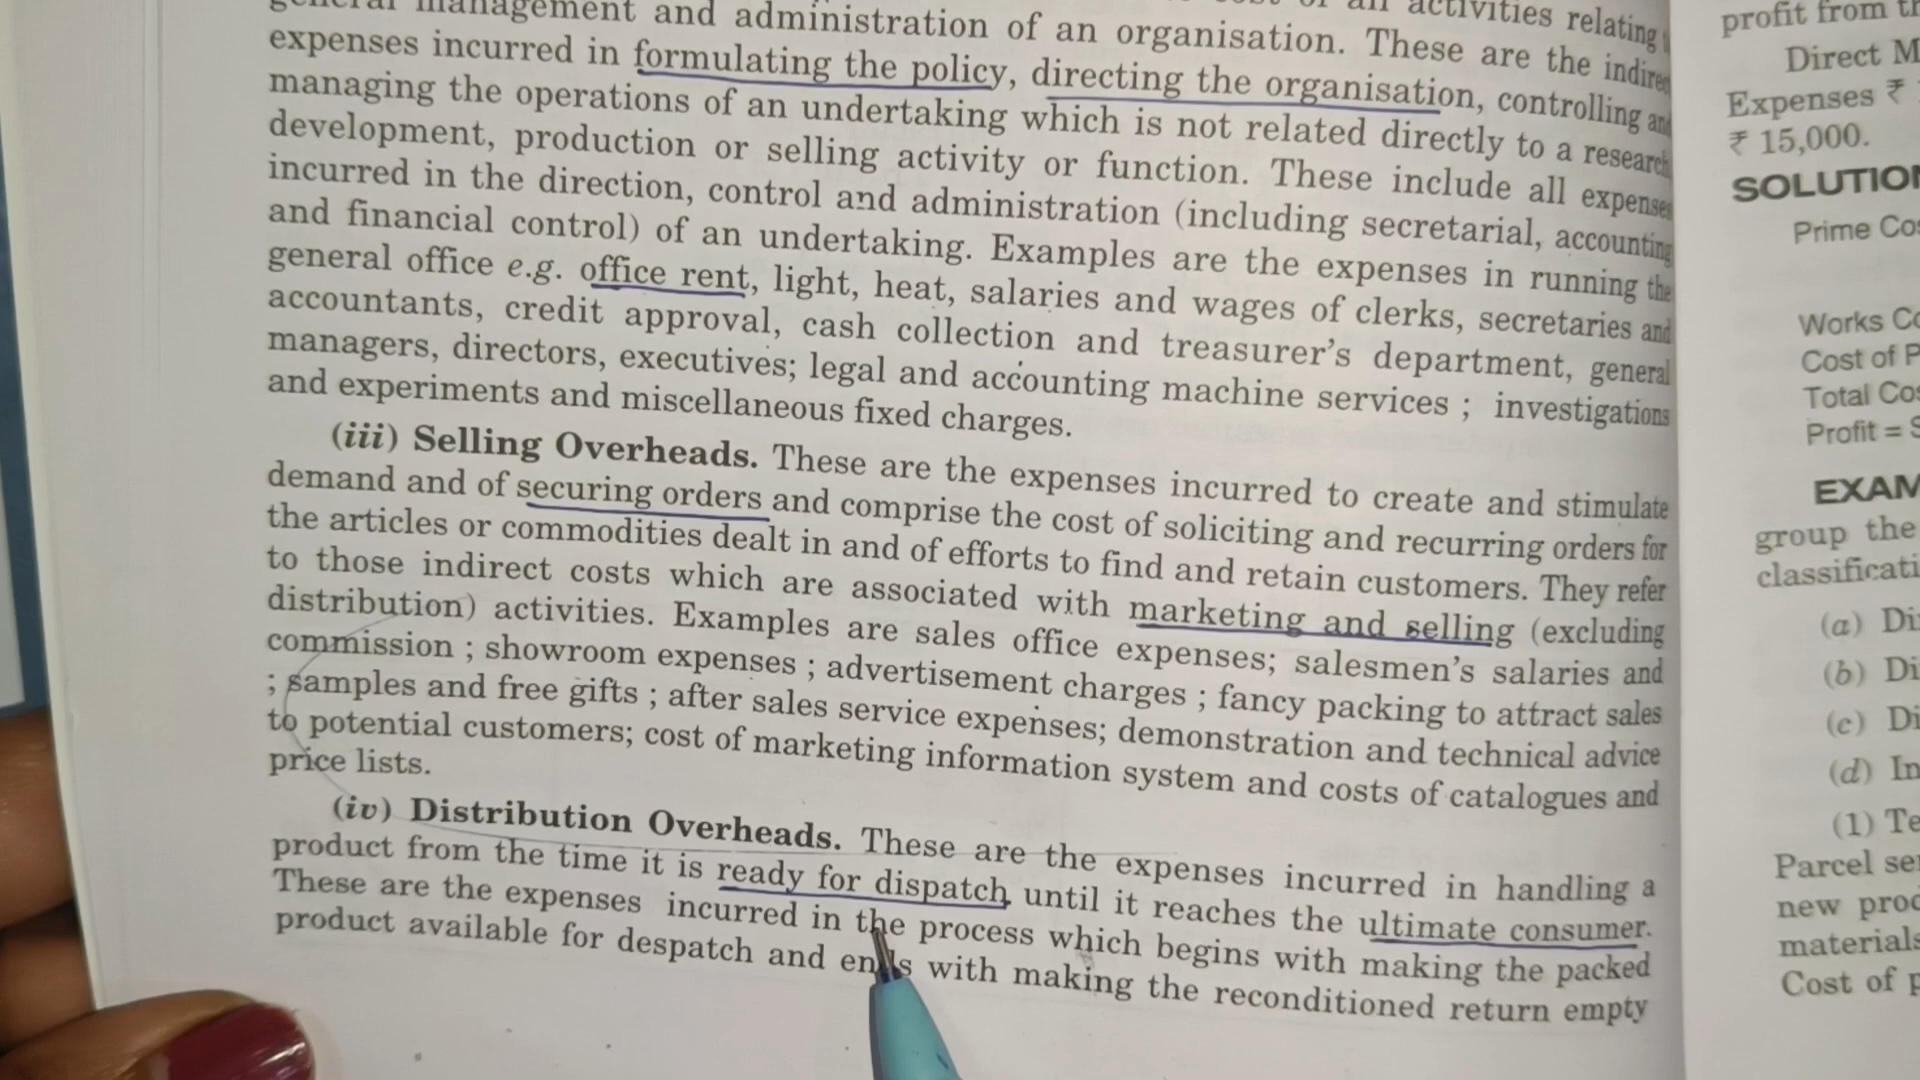 general management and administration of an organisation. These are the indirect
expenses incurred in formulating the policy, directing the organisation, controlling and
managing the operations of an undertaking which is not related directly to a research
development, production or selling activity or function. These include all expenses
incurred in the direction, control and administration (including secretarial, accounting
and financial control) of an undertaking. Examples are the expenses in running the
general office e.g. office rent, light, heat, salaries and wages of clerks, secretaries and
accountants, credit approval, cash collection and treasurer's department, general
managers, directors, executives; legal and accounting machine services ; investigations
and experiments and miscellaneous fixed charges.
(iii) Selling Overheads. These are the expenses incurred to create and stimulate
demand and of securing orders and comprise the cost of soliciting and recurring orders for
the articles or commodities dealt in and of efforts to find and retain customers. They refer
to those indirect costs which are associated with marketing and selling (excluding
distribution) activities. Examples are sales office expenses; salesmen's salaries and
commission ; showroom expenses ; advertisement charges ; fancy packing to attract sales
; samples and free gifts ; after sales service expenses; demonstration and technical advice
to potential customers; cost of marketing information system and costs of catalogues and
price lists.
(iv) Distribution Overheads. These are the expenses incurred in handling a
product from the time it is ready for dispatch until it reaches the ultimate consumer.
These are the expenses incurred in the process which begins with making the packed
product available for despatch and ends with making the reconditioned return empty
profit from
Direct M
Expenses ₹
₹ 15,000.
SOLUTION
Prime Cos
Works Co
Cost of P
Total Cos
Profit = S
EXAM
group the
classificati
(a) Di
(b) Di
(c) Di
(d) In
(1) Te
Parcel ser
new proc
materials
Cost of p